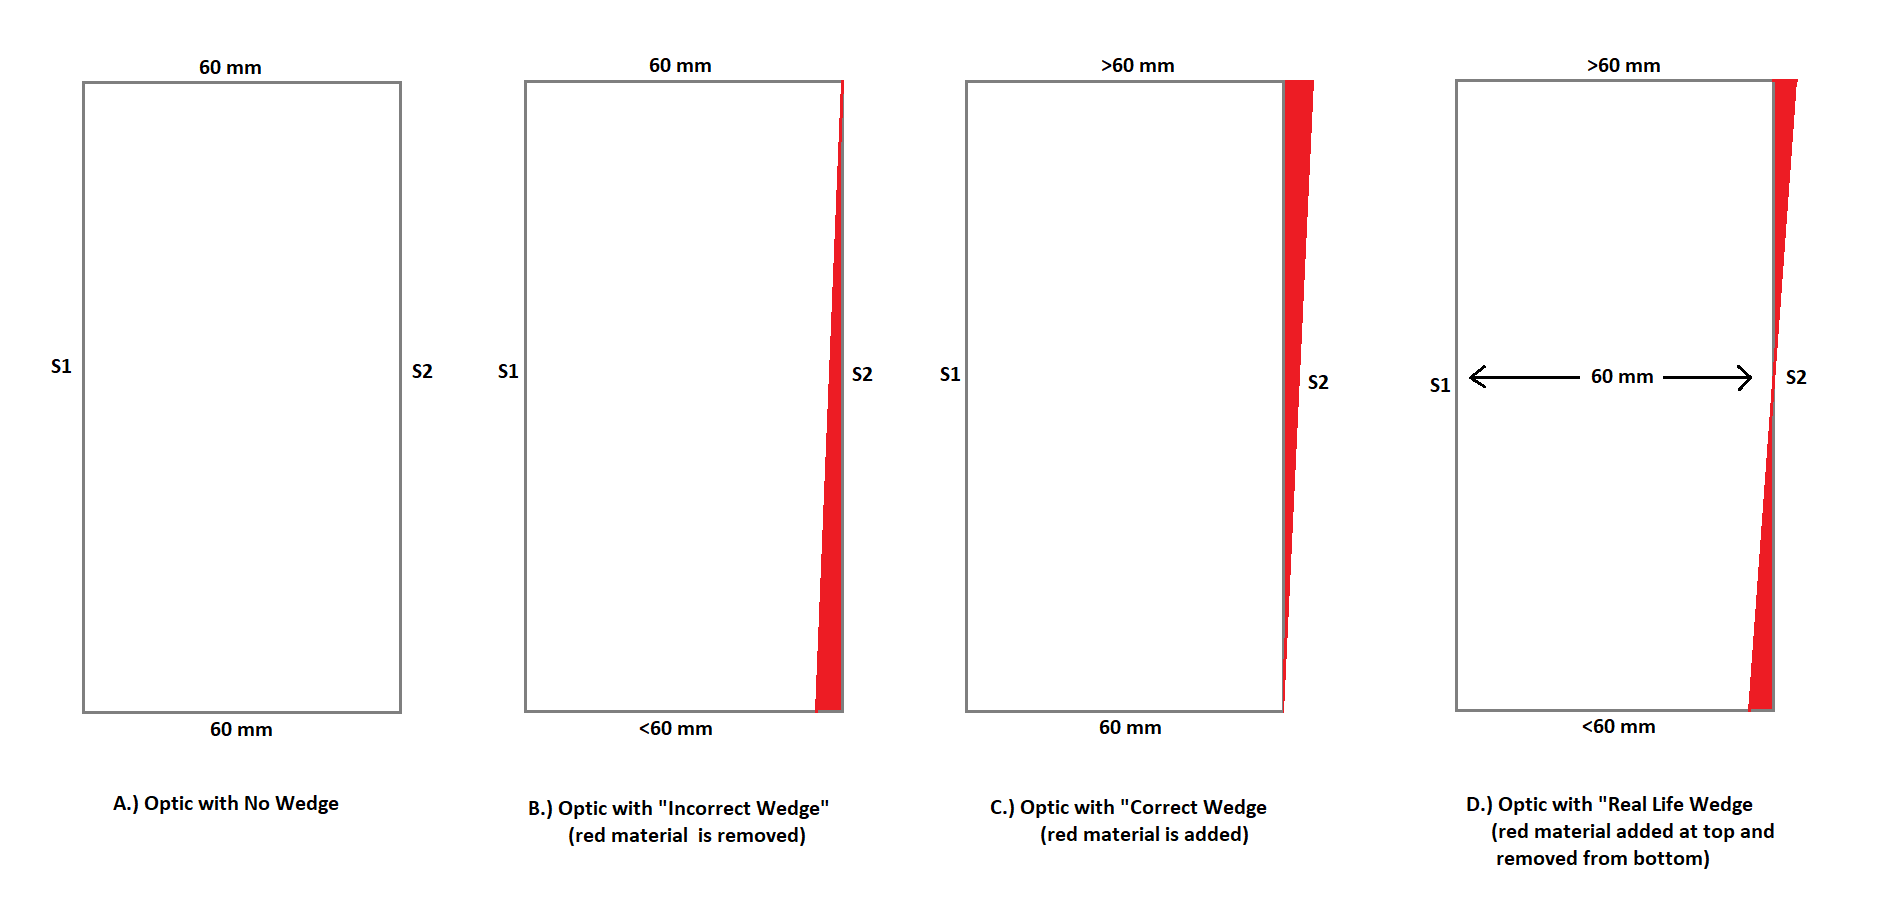 60 mm
60 mm
>60 mm
>60 mm
S1
S2
S1
S2
S1
S2
S1
60 mm
S2
60 mm
<60 mm
60 mm
<60 mm
A.) Optic with No Wedge
B.) Optic with "Incorrect Wedge"
(red material is removed)
C.) Optic with "Correct Wedge
(red material is added)
D.) Optic with "Real Life Wedge
(red material added at top and
removed from bottom)